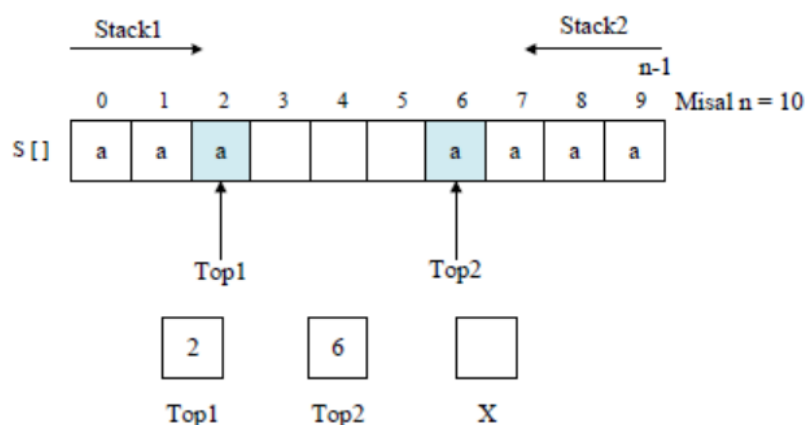 Stack1 Stack2
n-1
0 1 2 3 4 5 6 7 8 9 Misal n = 10
S [] a a a a a a a
Top1 Top2
2 6
Top1 Top2 X